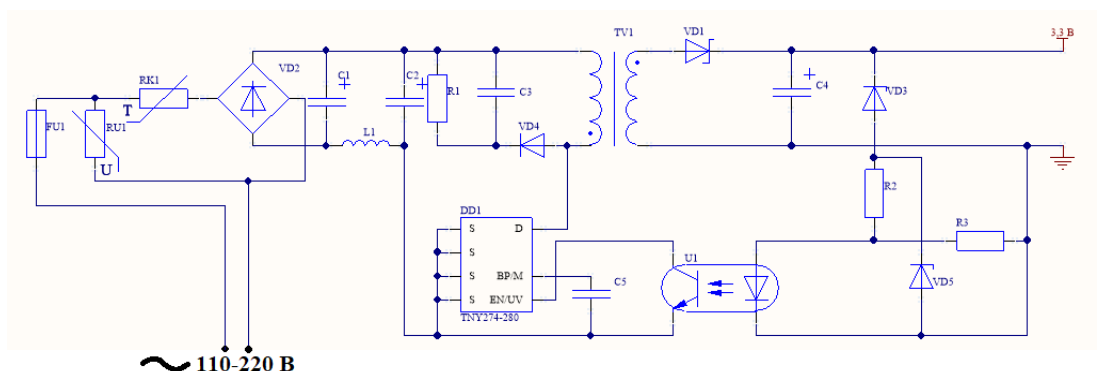 TV1
VD1
3,3 В
VD2
RK1
C1
C2
R1
C3
C4
VD3
FU1
T
RU1
U
L1
VD4
R2
DD1
S
D
S
S
BP/M
S
EN/UV
TNY274-280
C5
U1
R3
VD5
110-220 В